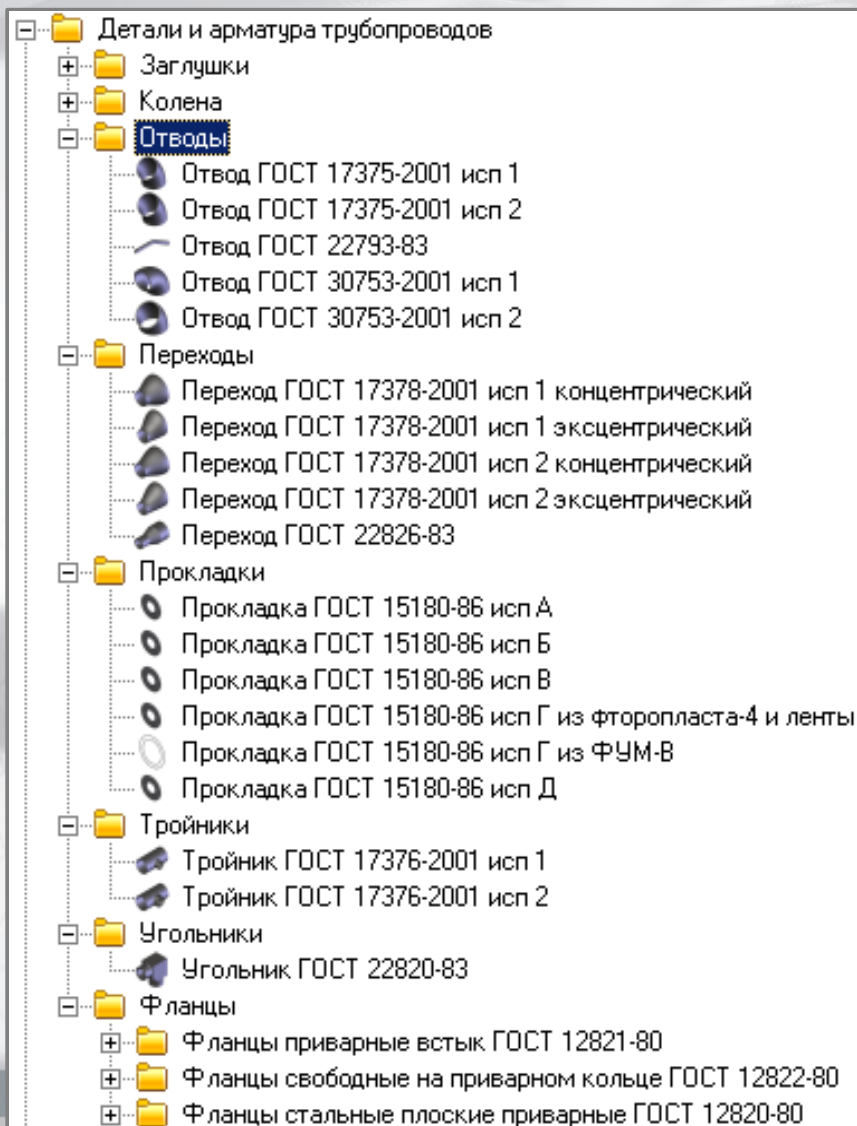 Детали и арматура трубопроводов
Заглушки
Колена
Отводы
Отвод ГОСТ 17375-2001 исп 1
Отвод ГОСТ 17375-2001 исп 2
Отвод ГОСТ 22793-83
Отвод ГОСТ 30753-2001 исп 1
Отвод ГОСТ 30753-2001 исп 2
Переходы
Переход ГОСТ 17378-2001 исп 1 концентрический
Переход ГОСТ 17378-2001 исп 1 эксцентрический
Переход ГОСТ 17378-2001 исп 2 концентрический
Переход ГОСТ 17378-2001 исп 2 эксцентрический
Переход ГОСТ 22826-83
Прокладки
Прокладка ГОСТ 15180-86 исп А
Прокладка ГОСТ 15180-86 исп Б
Прокладка ГОСТ 15180-86 исп В
Прокладка ГОСТ 15180-86 исп Г из фторопласта-4 и ленты
Прокладка ГОСТ 15180-86 исп Г из ФУМ-В
Прокладка ГОСТ 15180-86 исп Д
Тройники
Тройник ГОСТ 17376-2001 исп 1
Тройник ГОСТ 17376-2001 исп 2
Угольники
Угольник ГОСТ 22820-83
Фланцы
Фланцы приварные встык ГОСТ 12821-80
Фланцы свободные на приварном кольце ГОСТ 12822-80
Фланцы стальные плоские приварные ГОСТ 12820-80